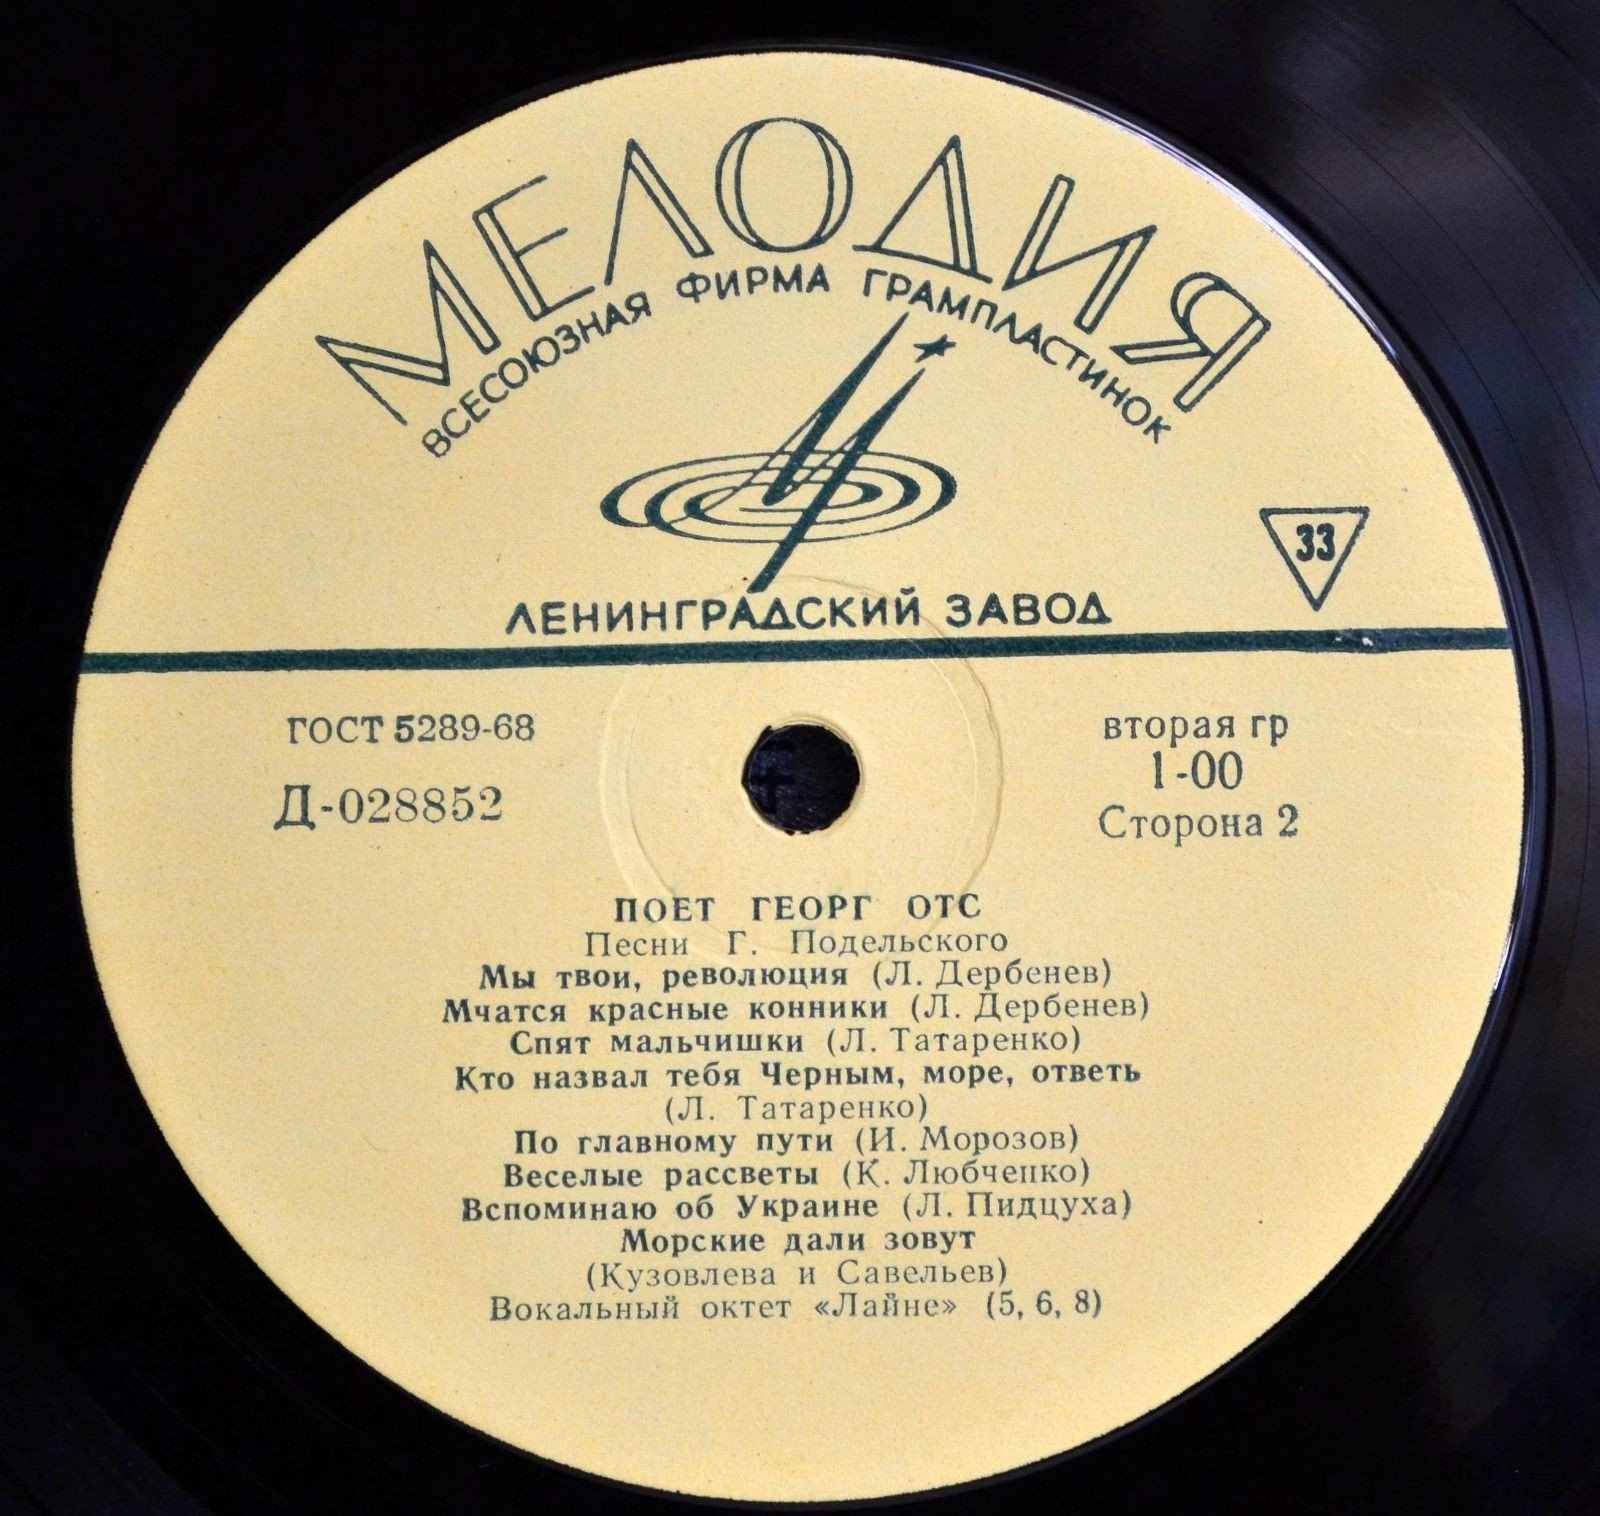 МЕЛОДИЯ
ВСЕСОЮЗНАЯ ФИРМА ГРАМПЛАСТИНОК
33
ЛЕНИНГРАДСКИЙ ЗАВОД
ГОСТ 5289-68
вторая гр
Д-028852
1-00
Сторона 2
ПОЕТ ГЕОРГ ОТС
Песни Г. Подельского
Мы твои, революция (Л. Дербенев)
Мчатся красные конники (Л. Дербенев)
Спят мальчишки (Л. Татаренко)
Кто назвал тебя Черным, море, ответь
(Л. Татаренко)
По главному пути (И. Морозов)
Веселые рассветы (К. Любченко)
Вспоминаю об Украине (Л. Пидцуха)
Морские дали зовут
(Кузовлева и Савельев)
Вокальный октет «Лайне» (5, 6, 8)